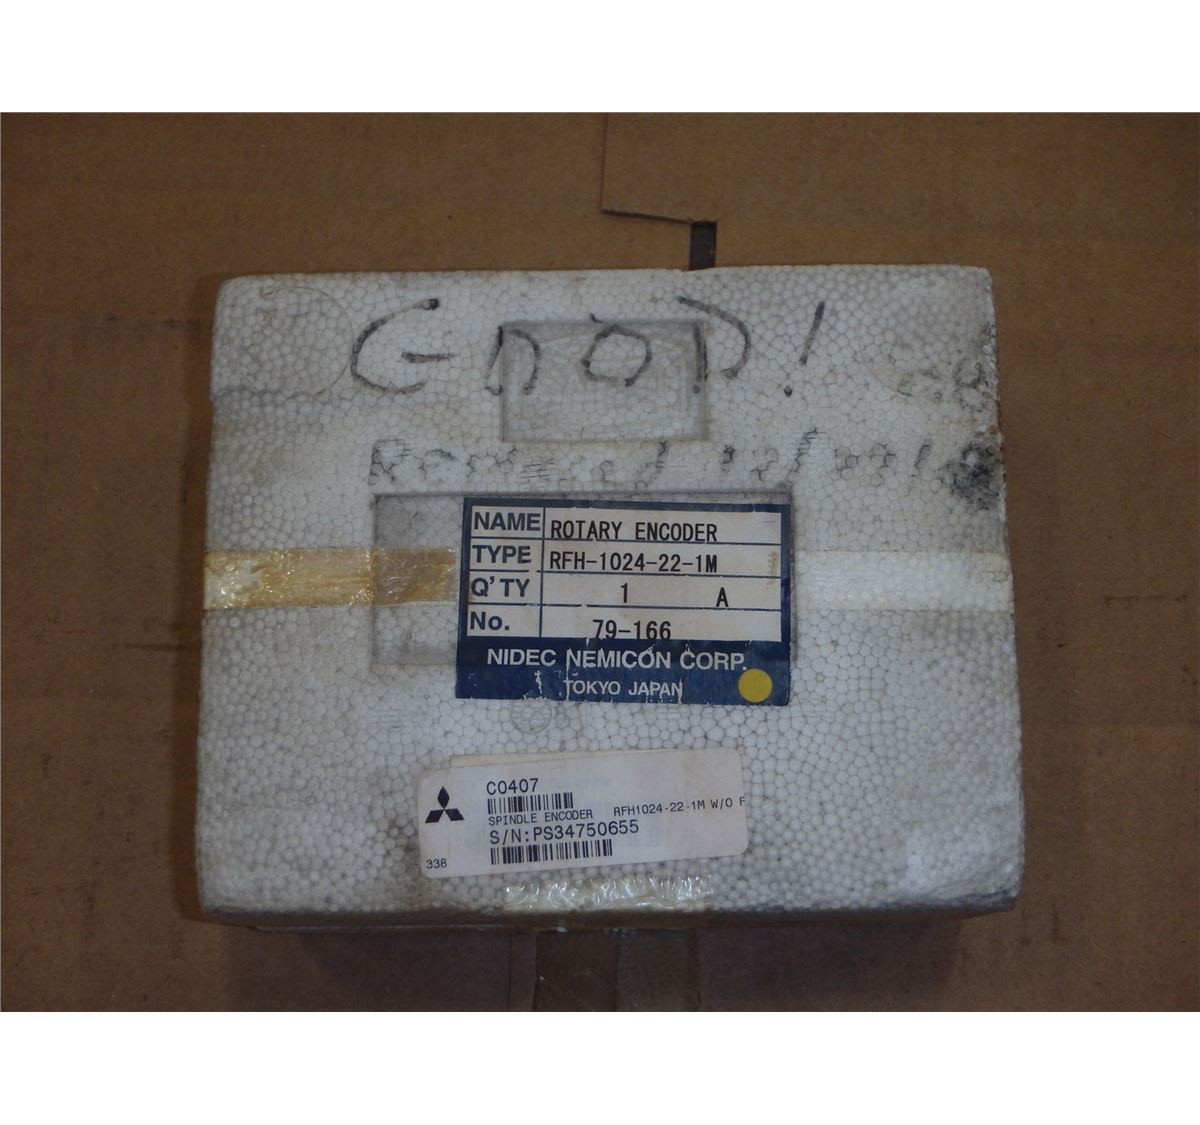 GOOD!
NAME ROTARY ENCODER
TYPE RFH-1024-22-1M
Q'TY 1 A
No. 79-166
NIDEC NEMICON CORP.
TOKYO JAPAN
C0407
SPINDLE ENCODER RFH1024-22-1M W/O F
S/N:PS34750655
338